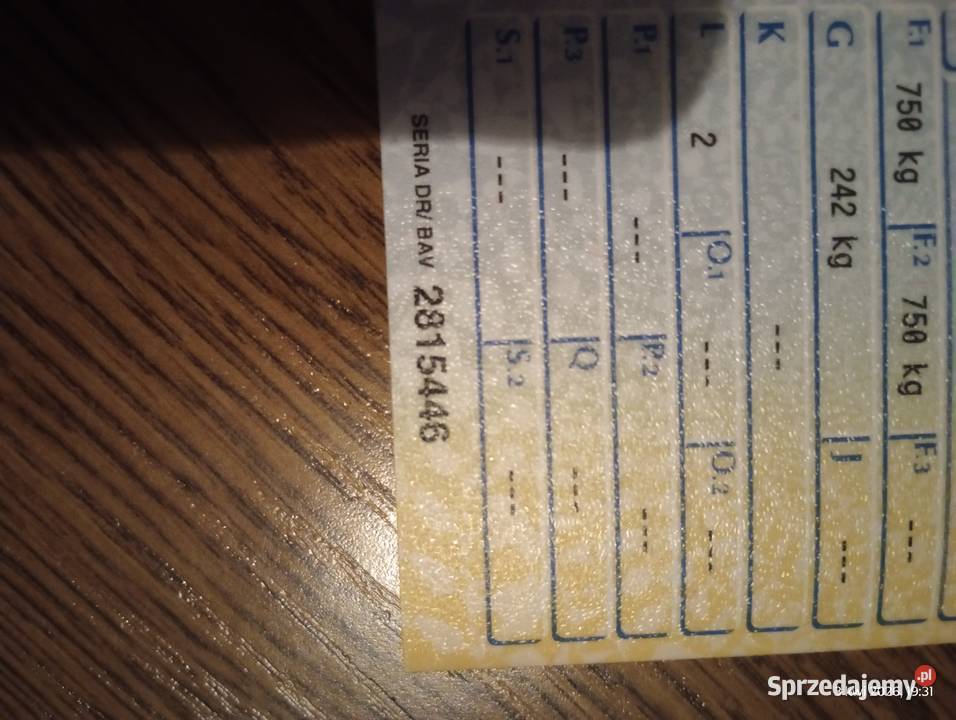 F.1 750 kg F.2 750 kg F.3 ---
G 242 kg J ---
K ---
L 2 O.1 --- O.2 ---
P.1 --- P.2 ---
P.3 --- Q ---
S.1 --- S.2 ---
SERIA DR/ BAV 2815446
Sprzedajemy.pl